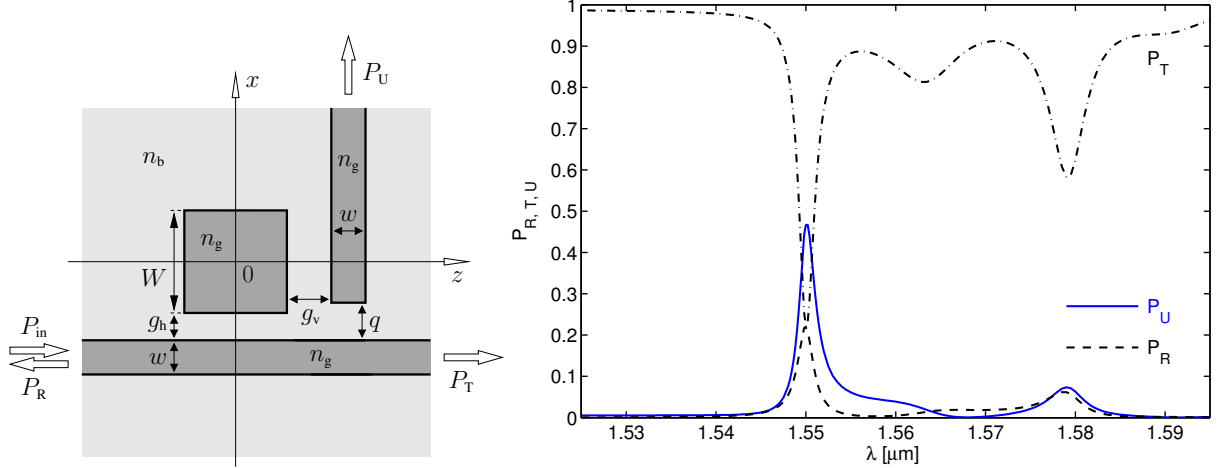 P_U
x
n_b
n_g
w
n_g
W
0
z
g_h
g_v
q
P_in
w
n_g
P_R
P_T
1
0.9
0.8
0.7
0.6
0.5
0.4
0.3
0.2
0.1
0
P_R, T, U
P_T
P_U
P_R
1.53 1.54 1.55 1.56 1.57 1.58 1.59
λ [μm]